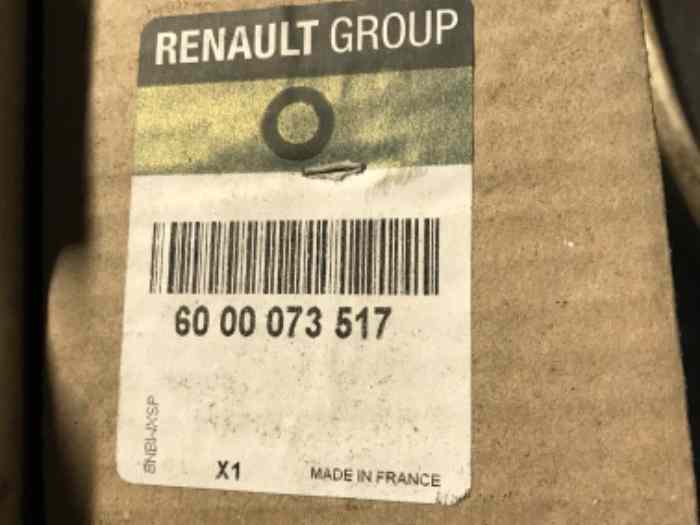 RENAULT GROUP
60 00 073 517
X1
MADE IN FRANCE